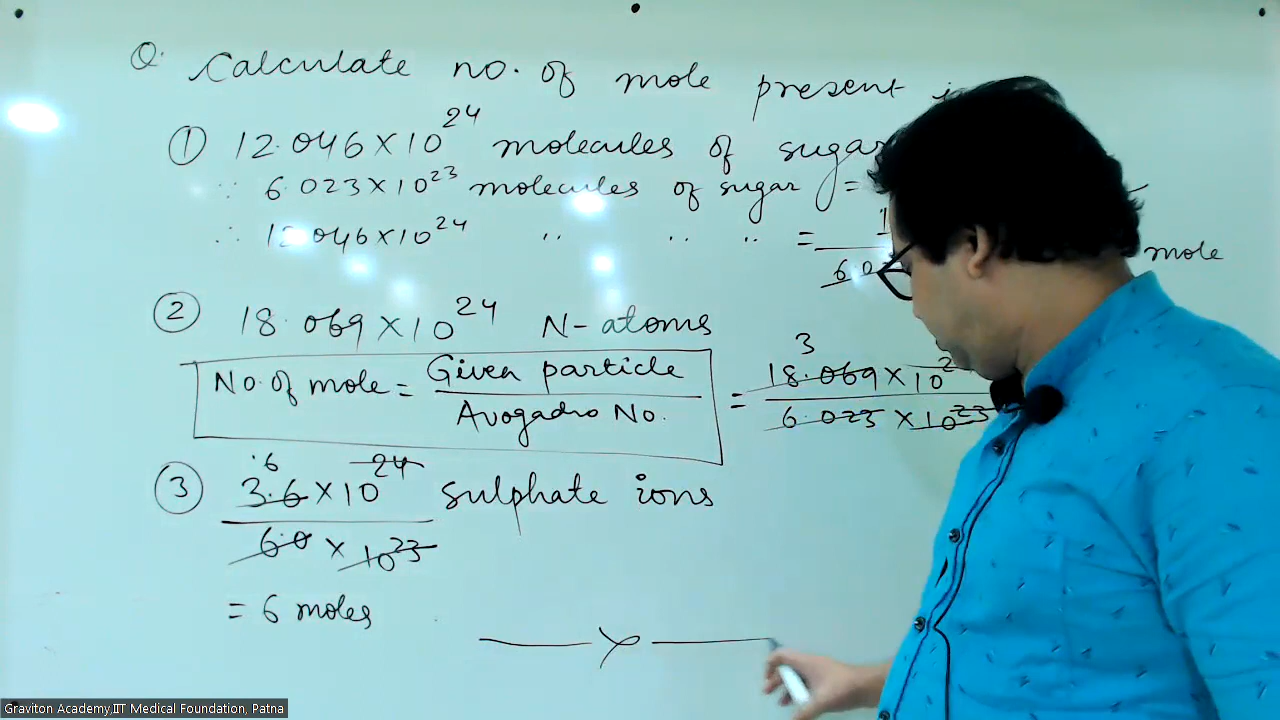 Q. Calculate no. of mole present
① 12.046×10²⁴ molecules of sugar
∵ 6.023×10²³ molecules of sugar =
∴ 12.046×10²⁴ " " " = mole
② 18.069×10²⁴ N-atoms
No. of mole = Given particle / Avogadro No. = 3 18.069×10 / 6.023×10²³
③ .6 3.6×10²⁴ sulphate ions
6.0×10²³
= 6 moles
Graviton Academy,IIT Medical Foundation, Patna